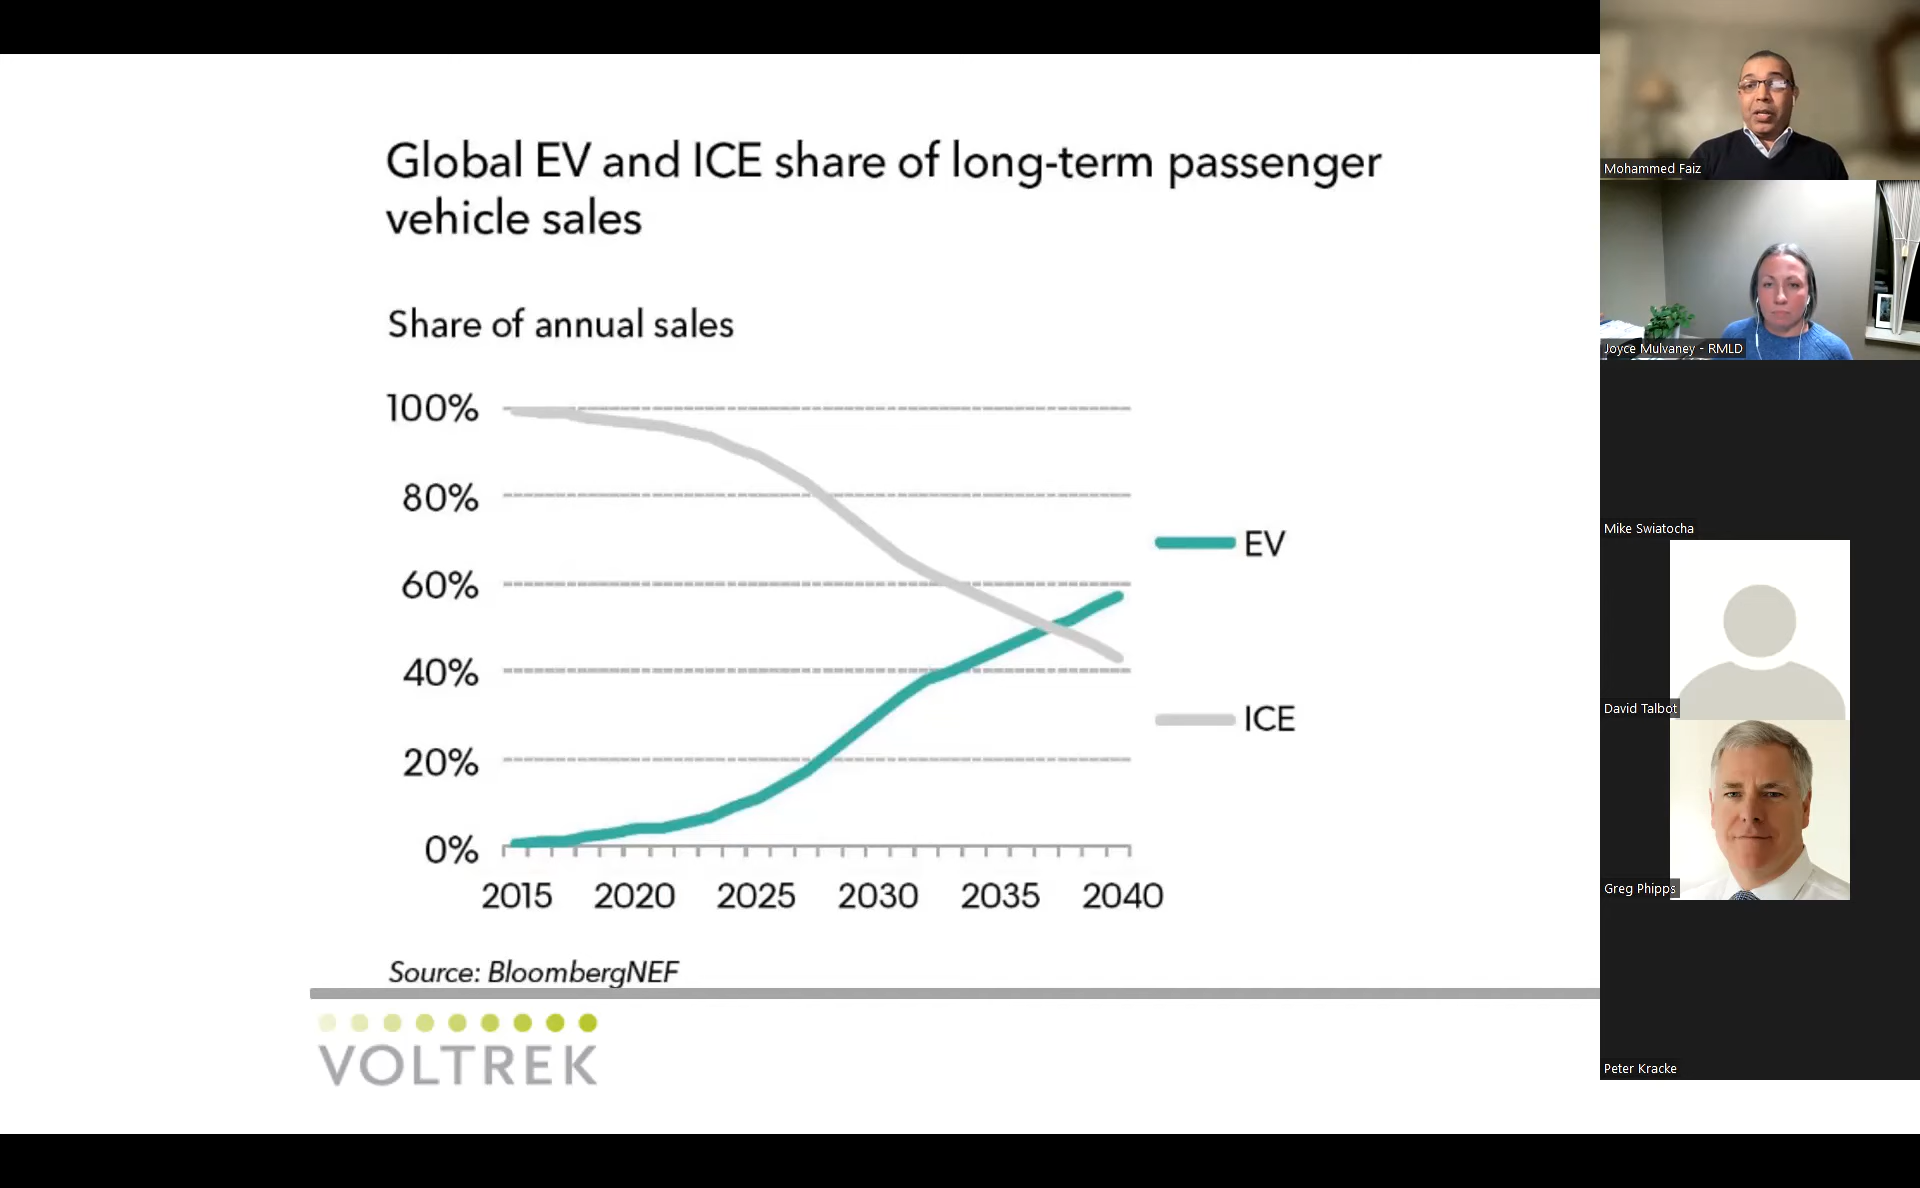 Global EV and ICE share of long-term passenger
vehicle sales
Share of annual sales
100%
80%
60%
40%
20%
0%
2015 2020 2025 2030 2035 2040
EV
ICE
Source: BloombergNEF
VOLTREK
Mohammed Faiz
Joyce Mulvaney - RMLD
Mike Swiatocha
David Talbot
Greg Phipps
Peter Kracke